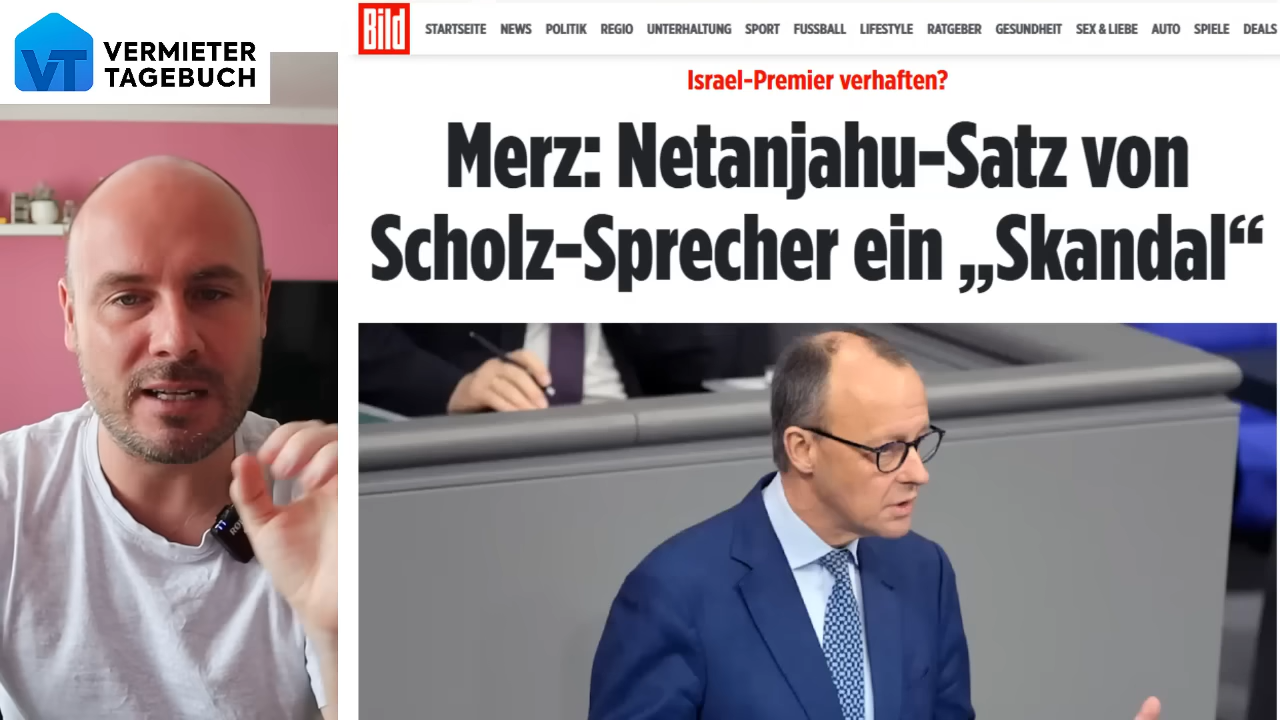 VT
VERMIETER
TAGEBUCH
Bild
STARTSEITE NEWS POLITIK REGIO UNTERHALTUNG SPORT FUSSBALL LIFESTYLE RATGEBER GESUNDHEIT SEX & LIEBE AUTO SPIELE DEALS
Israel-Premier verhaften?
Merz: Netanjahu-Satz von
Scholz-Sprecher ein „Skandal“